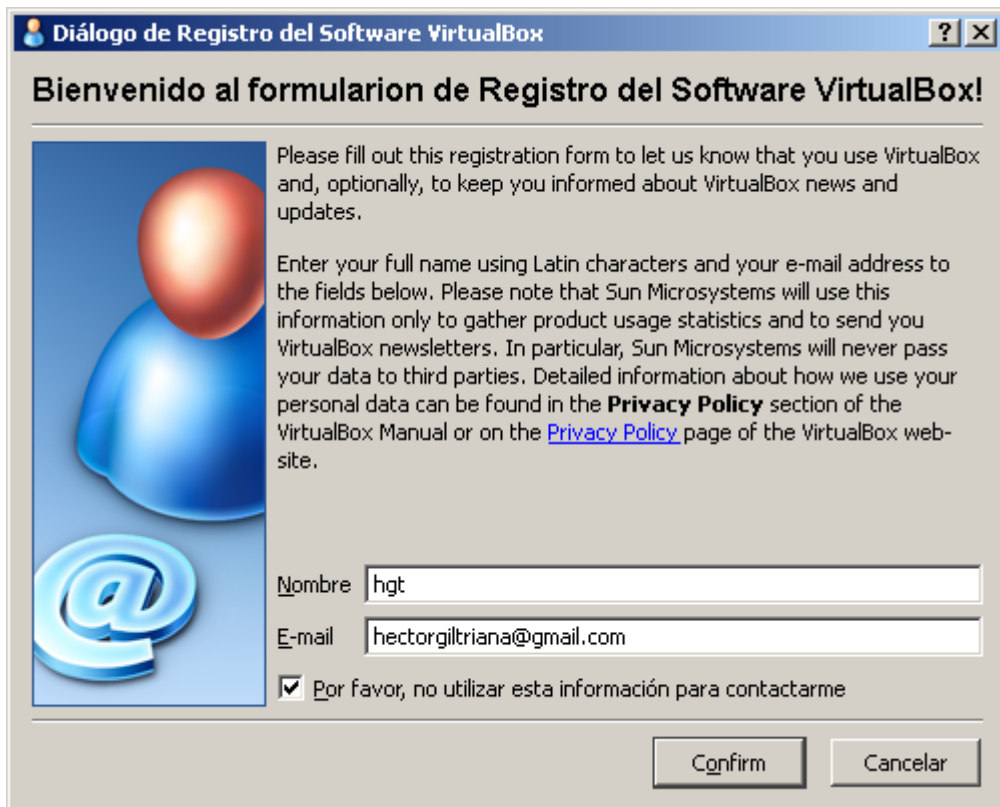 Diálogo de Registro del Software VirtualBox
Bienvenido al formularion de Registro del Software VirtualBox!
Please fill out this registration form to let us know that you use VirtualBox
and, optionally, to keep you informed about VirtualBox news and
updates.
Enter your full name using Latin characters and your e-mail address to
the fields below. Please note that Sun Microsystems will use this
information only to gather product usage statistics and to send you
VirtualBox newsletters. In particular, Sun Microsystems will never pass
your data to third parties. Detailed information about how we use your
personal data can be found in the Privacy Policy section of the
VirtualBox Manual or on the Privacy Policy page of the VirtualBox web-
site.
Nombre hgt
E-mail hectorgiltriana@gmail.com
Por favor, no utilizar esta información para contactarme
Confirm Cancelar